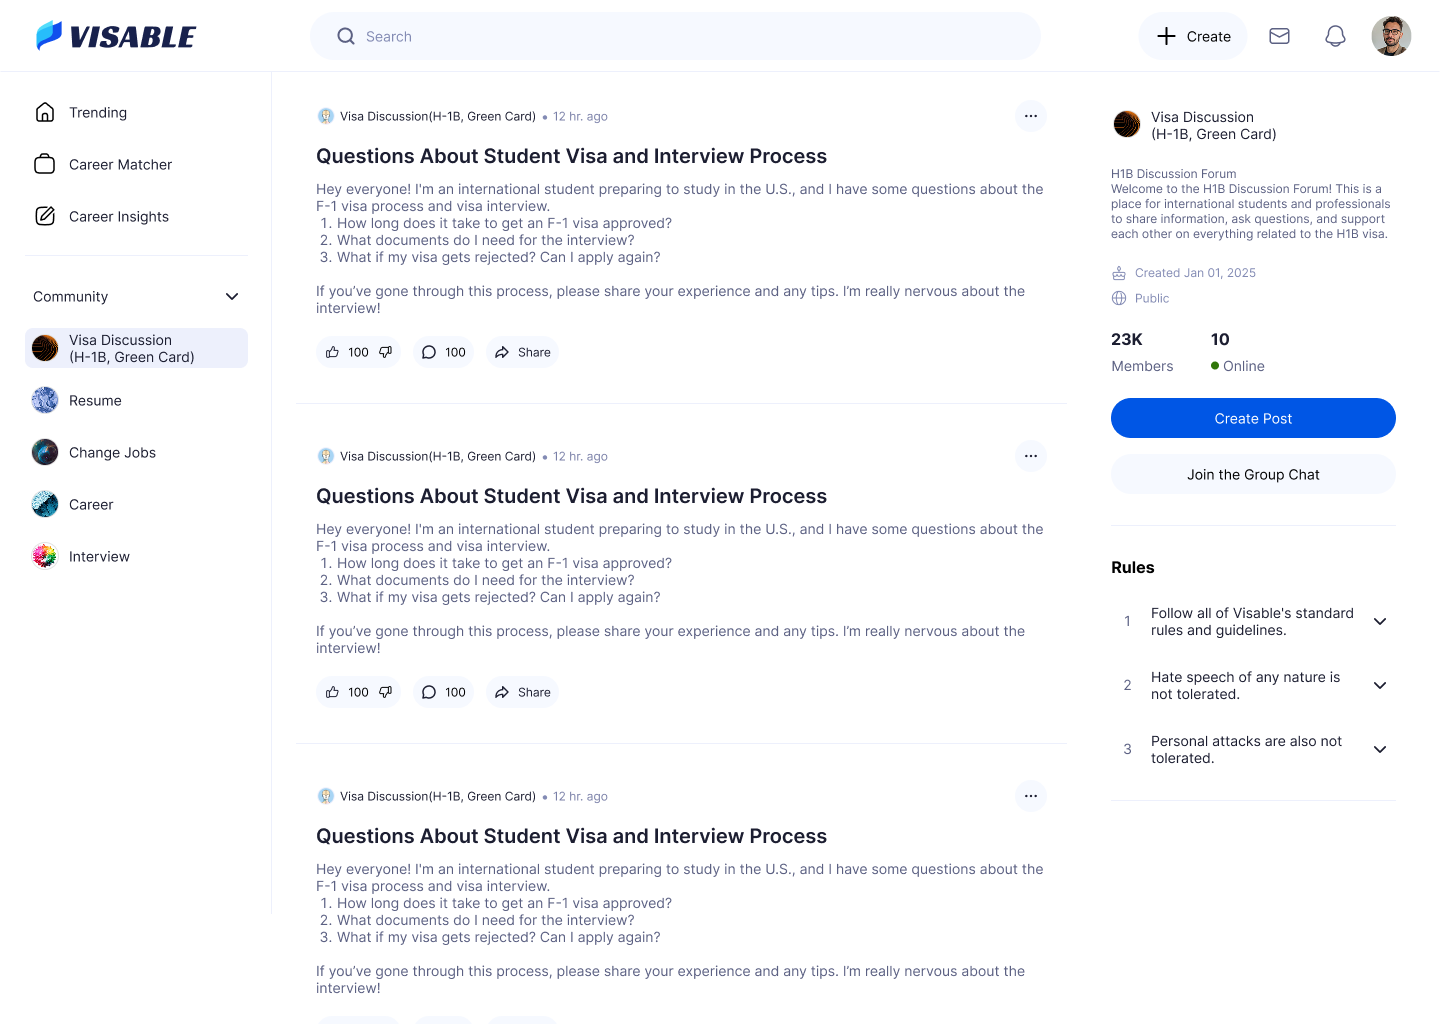 VISABLE
Search
Create
Trending
Career Matcher
Career Insights
Community
Visa Discussion
(H-1B, Green Card)
Resume
Change Jobs
Career
Interview
Visa Discussion(H-1B, Green Card) • 12 hr. ago
Questions About Student Visa and Interview Process
Hey everyone! I'm an international student preparing to study in the U.S., and I have some questions about the
F-1 visa process and visa interview.
1. How long does it take to get an F-1 visa approved?
2. What documents do I need for the interview?
3. What if my visa gets rejected? Can I apply again?
If you’ve gone through this process, please share your experience and any tips. I’m really nervous about the
interview!
100
100
Share
Visa Discussion(H-1B, Green Card) • 12 hr. ago
Questions About Student Visa and Interview Process
Hey everyone! I'm an international student preparing to study in the U.S., and I have some questions about the
F-1 visa process and visa interview.
1. How long does it take to get an F-1 visa approved?
2. What documents do I need for the interview?
3. What if my visa gets rejected? Can I apply again?
If you’ve gone through this process, please share your experience and any tips. I’m really nervous about the
interview!
100
100
Share
Visa Discussion(H-1B, Green Card) • 12 hr. ago
Questions About Student Visa and Interview Process
Hey everyone! I'm an international student preparing to study in the U.S., and I have some questions about the
F-1 visa process and visa interview.
1. How long does it take to get an F-1 visa approved?
2. What documents do I need for the interview?
3. What if my visa gets rejected? Can I apply again?
If you’ve gone through this process, please share your experience and any tips. I’m really nervous about the
interview!
Visa Discussion
(H-1B, Green Card)
H1B Discussion Forum
Welcome to the H1B Discussion Forum! This is a
place for international students and professionals
to share information, ask questions, and support
each other on everything related to the H1B visa.
Created Jan 01, 2025
Public
23K
Members
10
Online
Create Post
Join the Group Chat
Rules
1
Follow all of Visable's standard
rules and guidelines.
2
Hate speech of any nature is
not tolerated.
3
Personal attacks are also not
tolerated.